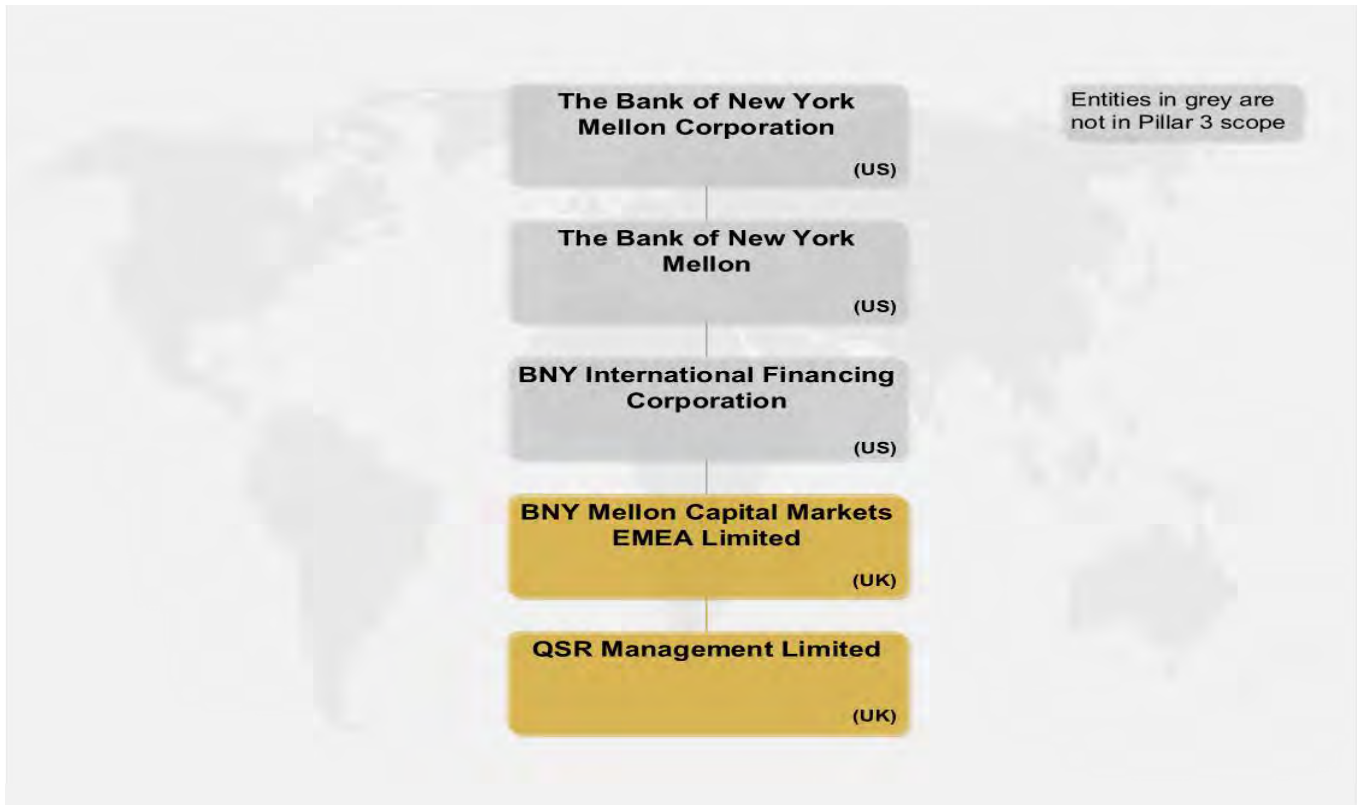 The Bank of New York
Mellon Corporation
(US)
Entities in grey are
not in Pillar 3 scope
The Bank of New York
Mellon
(US)
BNY International Financing
Corporation
(US)
BNY Mellon Capital Markets
EMEA Limited
(UK)
QSR Management Limited
(UK)